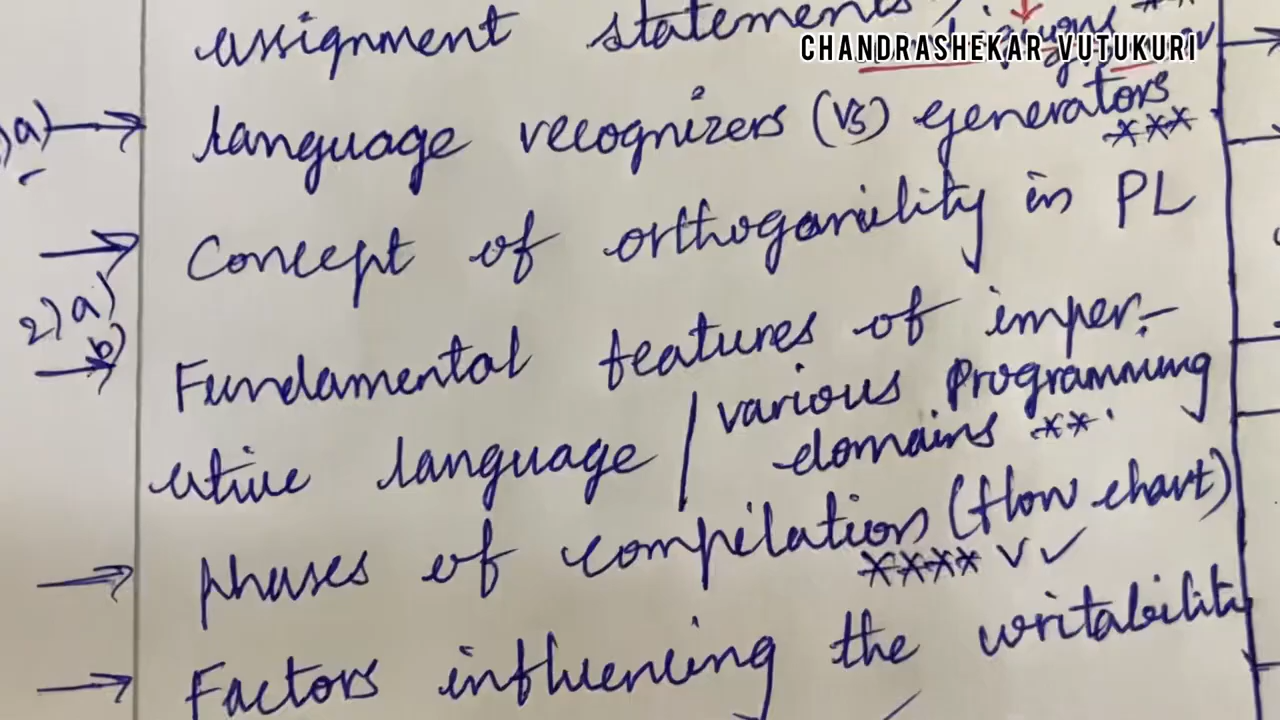 assignment statements /
CHANDRASHEKAR VUTUKURI
a) → language recognizers (vs) generators
***
→ Concept of orthogonality in PL
2) a)
b) → Fundamental features of imper-
ative language / various programming
domains **
→ phases of compilation (flow chart)
**** ✓ ✓
→ Factors influencing the writability